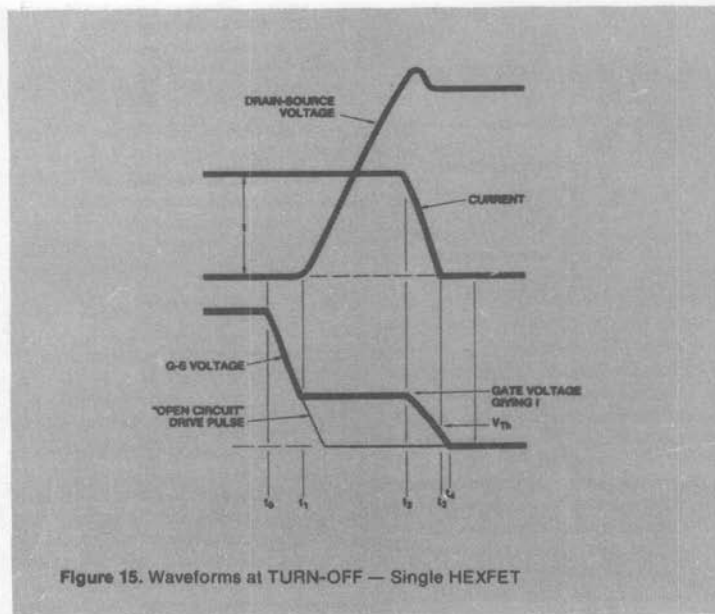 DRAIN-SOURCE
VOLTAGE
CURRENT
I
G-S VOLTAGE
"OPEN CIRCUIT"
DRIVE PULSE
GATE VOLTAGE
GIVING I
VTh
t0
t1
t2
t3
t4
Figure 15. Waveforms at TURN-OFF — Single HEXFET